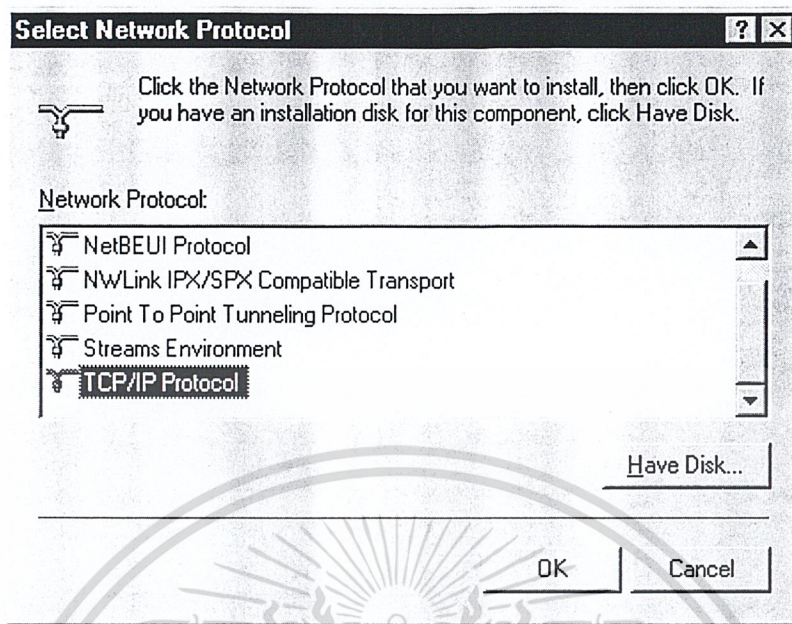 Select Network Protocol
Click the Network Protocol that you want to install, then click OK. If
you have an installation disk for this component, click Have Disk.
Network Protocol:
NetBEUI Protocol
NWLink IPX/SPX Compatible Transport
Point To Point Tunneling Protocol
Streams Environment
TCP/IP Protocol
Have Disk...
OK
Cancel